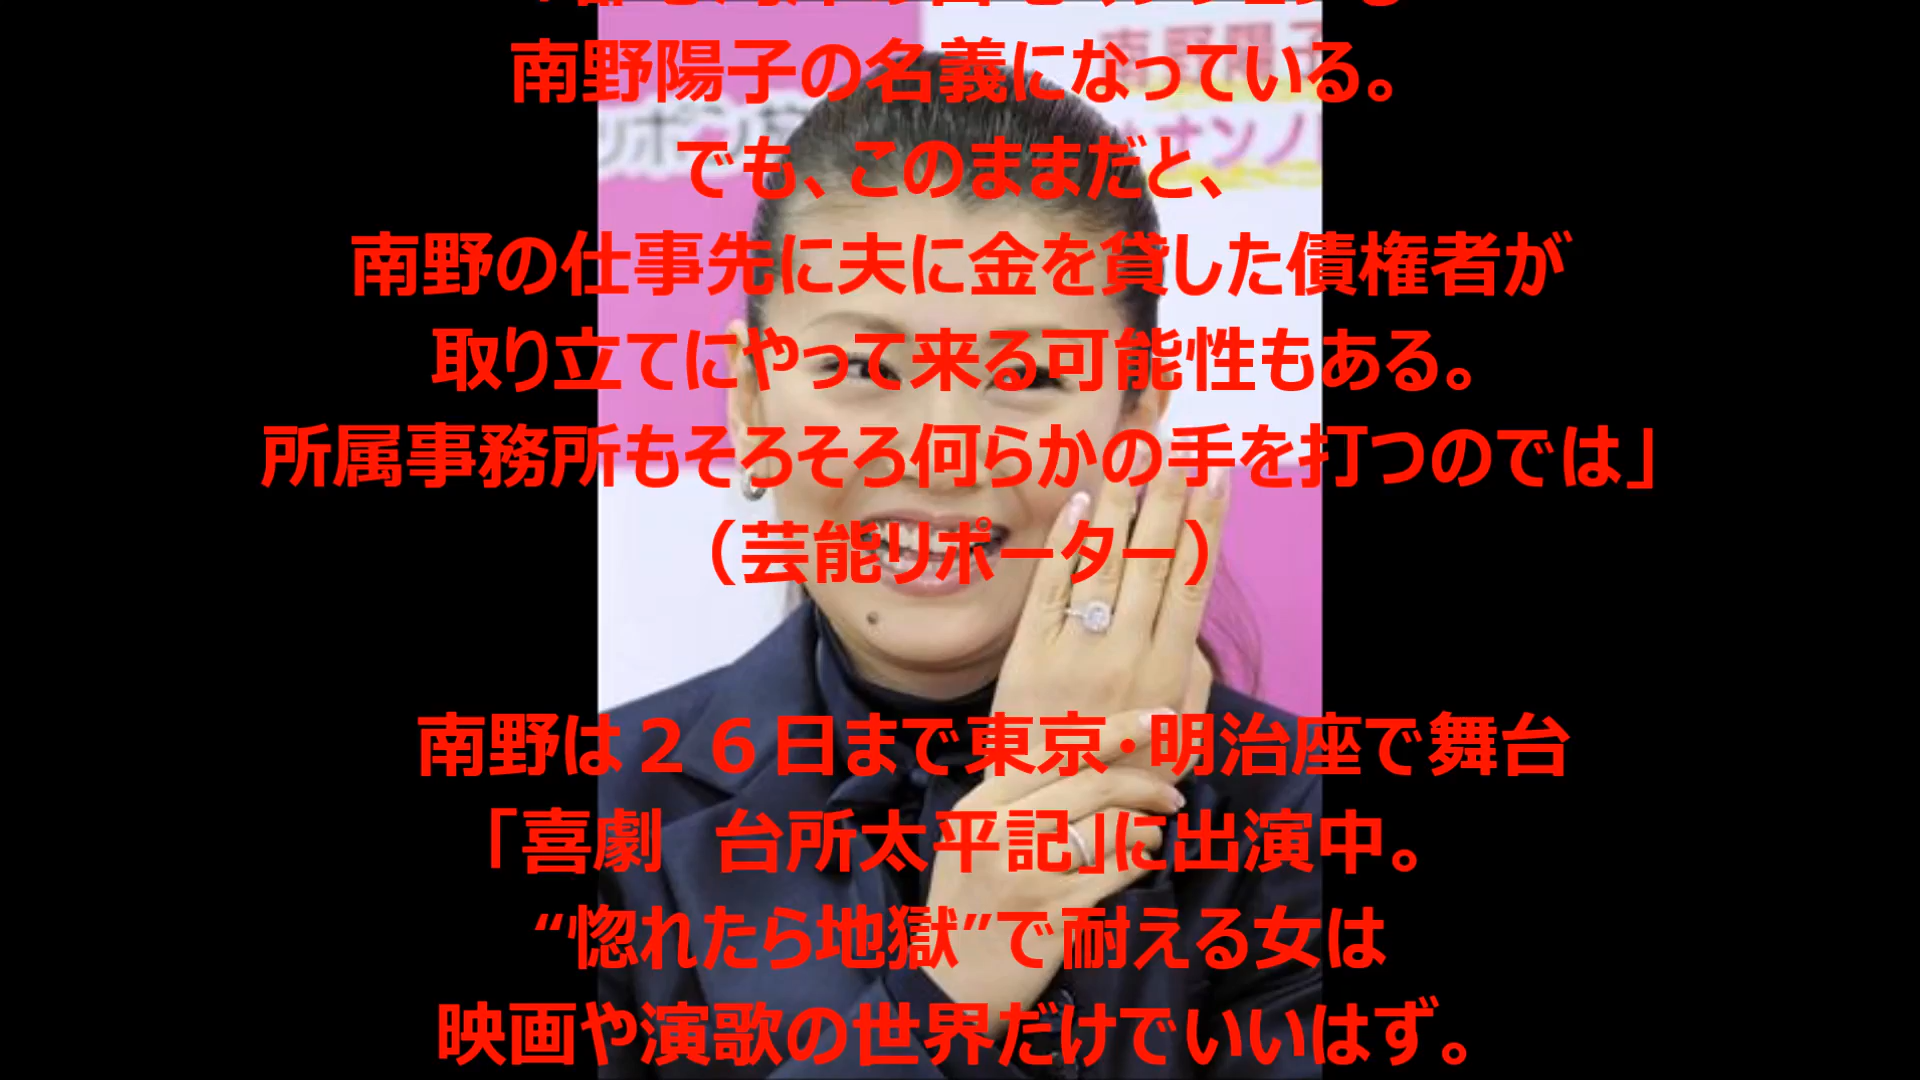 南野陽子の名義になっている。
でも、このままだと、
南野の仕事先に夫に金を貸した債権者が
取り立てにやって来る可能性もある。
所属事務所もそろそろ何らかの手を打つのでは」
（芸能リポーター）
南野は２６日まで東京・明治座で舞台
「喜劇　台所太平記」に出演中。
“惚れたら地獄”で耐える女は
映画や演歌の世界だけでいいはず。
南野陽子
ナンノ